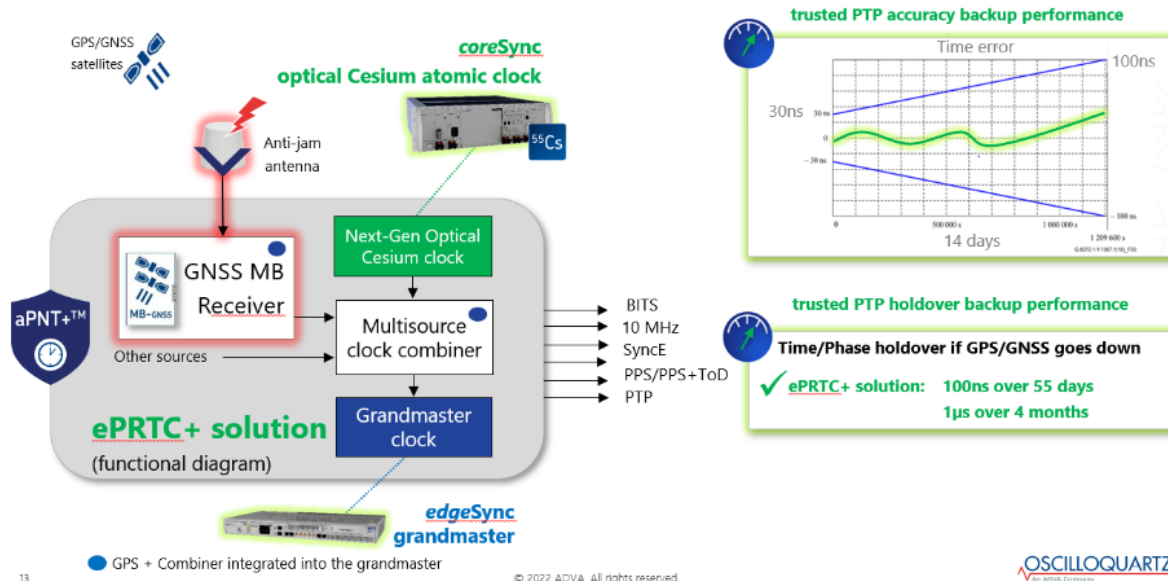 GPS/GNSS
satellites
Anti-jam
antenna
coreSync
optical Cesium atomic clock
55Cs
Next-Gen Optical
Cesium clock
MB-GNSS
GNSS MB
Receiver
aPNT+™
Multisource
clock combiner
Other sources
BITS
10 MHz
SyncE
PPS/PPS+ToD
PTP
Grandmaster
clock
ePRTC+ solution
(functional diagram)
edgeSync
grandmaster
GPS + Combiner integrated into the grandmaster
trusted PTP accuracy backup performance
Time error
100ns
30ns
30 ns
0
-30 ns
-100 ns
0
500 000 s
1 000 000 s
1 209 600 s
14 days
trusted PTP holdover backup performance
Time/Phase holdover if GPS/GNSS goes down
ePRTC+ solution: 100ns over 55 days
1µs over 4 months
13
© 2022 ADVA. All rights reserved.
OSCILLOQUARTZ
An ADVA Company